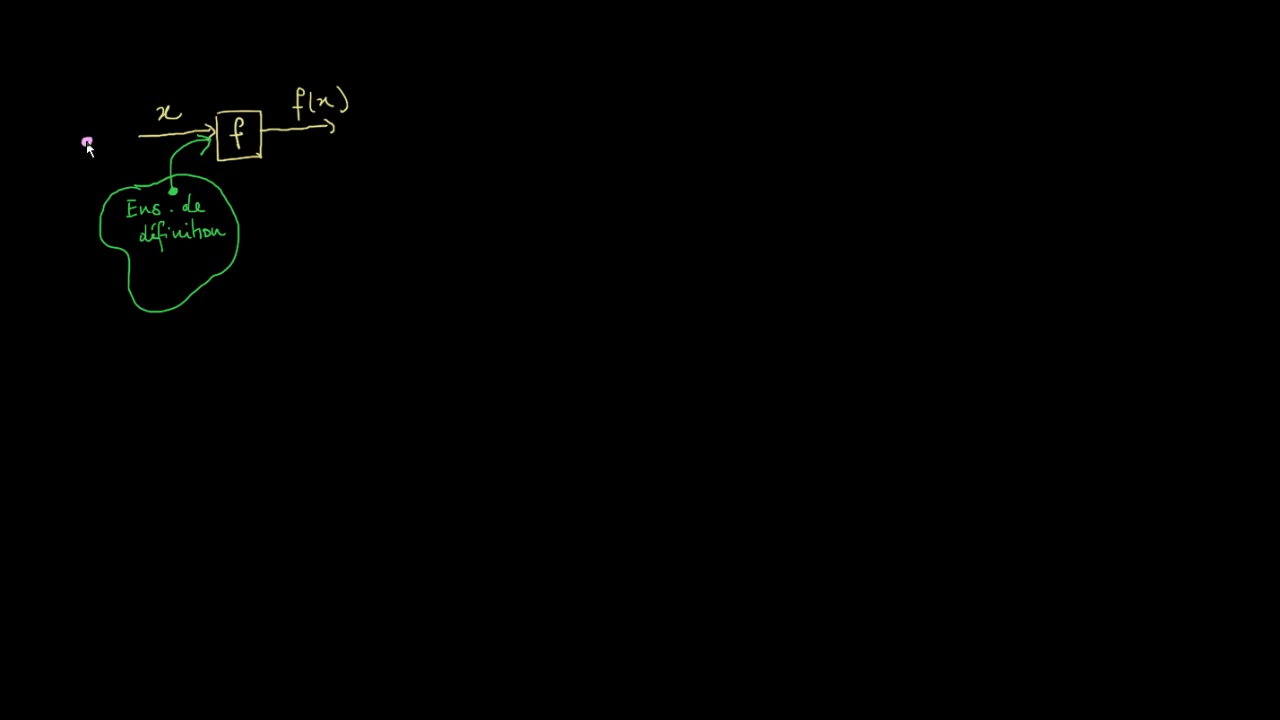 x
f
f(x)
Ens. de
définition